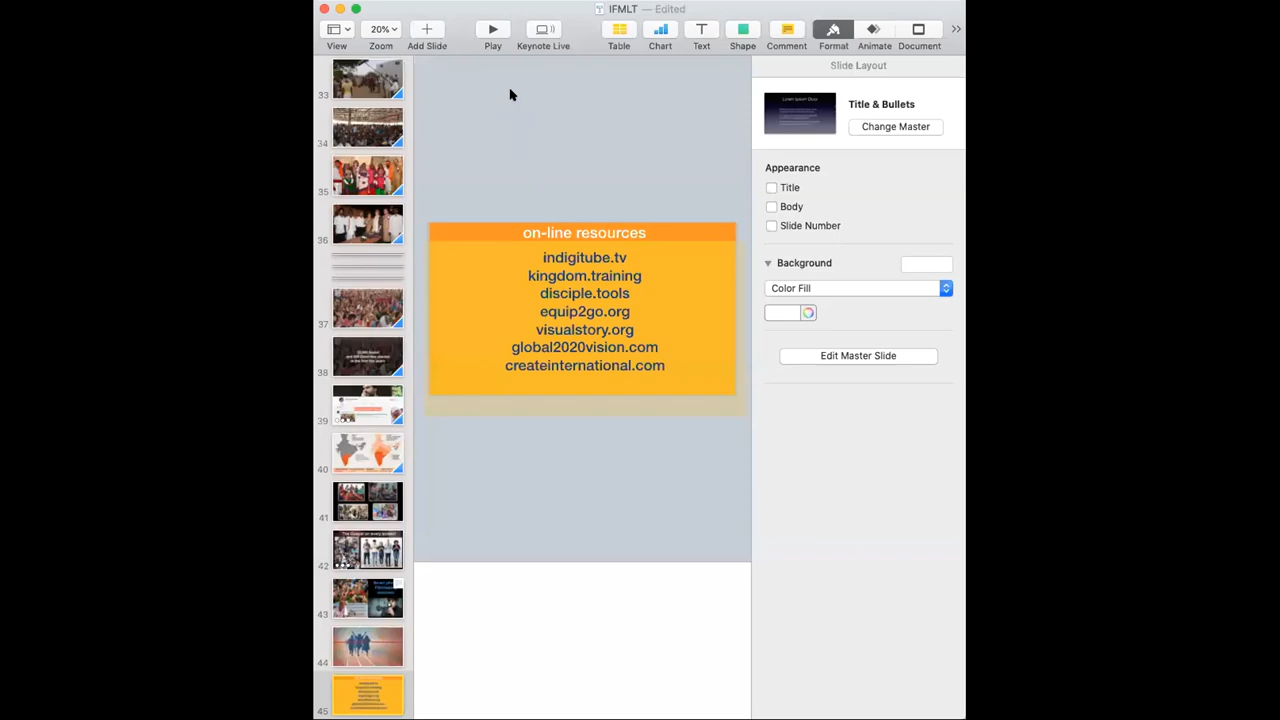 IFMLT — Edited
20%
View
Zoom
Add Slide
Play
Keynote Live
Table
Chart
Text
Shape
Comment
Format
Animate
Document
33
34
35
36
37
38
39
40
41
42
43
44
45
on-line resources
indigitube.tv
kingdom.training
disciple.tools
equip2go.org
visualstory.org
global2020vision.com
createinternational.com
Slide Layout
Title & Bullets
Change Master
Appearance
Title
Body
Slide Number
Background
Color Fill
Edit Master Slide